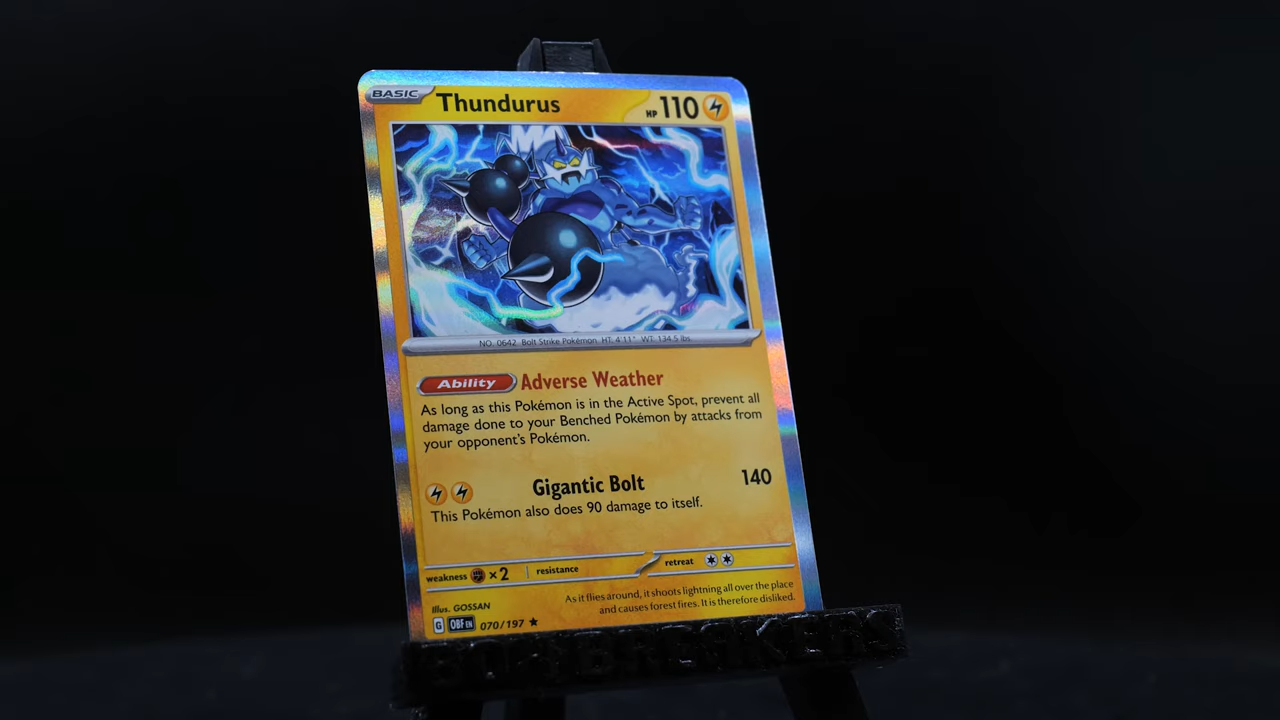 BASIC Thundurus HP 110
NO. 0642 Bolt Strike Pokémon HT: 4'11" WT: 134.5 lbs.
Ability Adverse Weather
As long as this Pokémon is in the Active Spot, prevent all
damage done to your Benched Pokémon by attacks from
your opponent's Pokémon.
Gigantic Bolt 140
This Pokémon also does 90 damage to itself.
weakness ×2 resistance retreat
Illus. GOSSAN
As it flies around, it shoots lightning all over the place
and causes forest fires. It is therefore disliked.
G OBF EN 070/197 ★